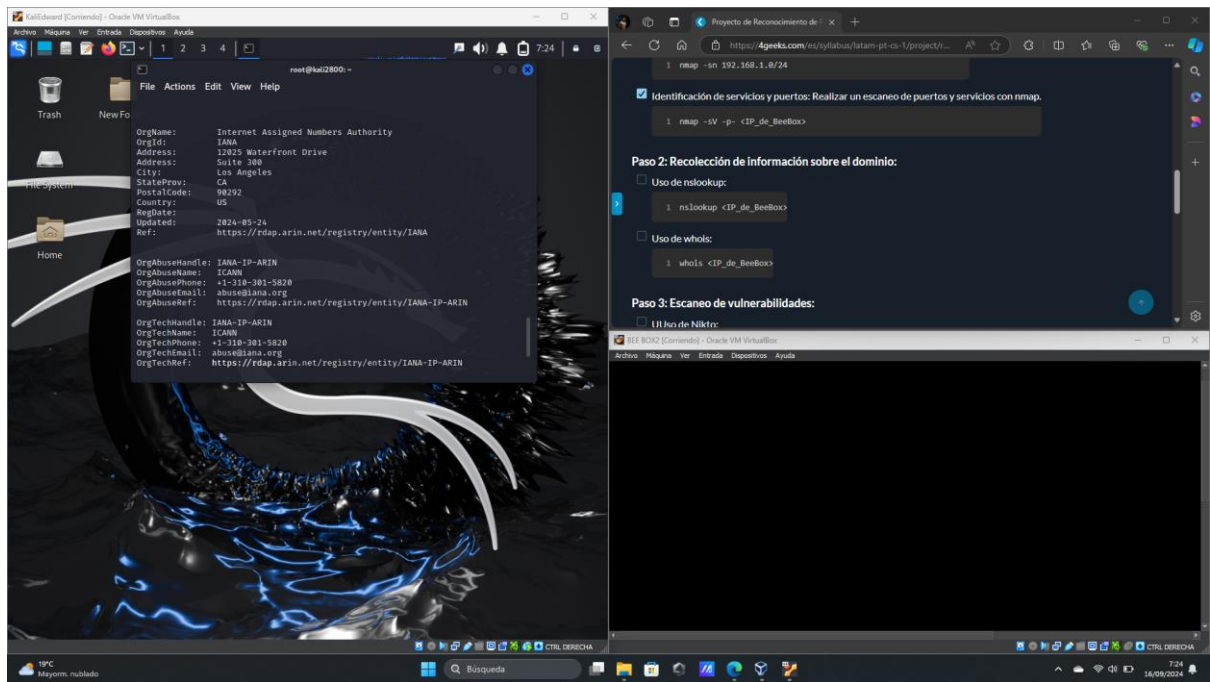 KaliEdward [Corriendo] - Oracle VM VirtualBox
Archivo Máquina Ver Entrada Dispositivos Ayuda
1 2 3 4
7:24
Trash
New Fo
File System
Home
root@kali2800: ~
File Actions Edit View Help
OrgName: Internet Assigned Numbers Authority
OrgId: IANA
Address: 12025 Waterfront Drive
Address: Suite 300
City: Los Angeles
StateProv: CA
PostalCode: 90292
Country: US
RegDate:
Updated: 2024-05-24
Ref: https://rdap.arin.net/registry/entity/IANA
OrgAbuseHandle: IANA-IP-ARIN
OrgAbuseName: ICANN
OrgAbusePhone: +1-310-301-5820
OrgAbuseEmail: abuse@iana.org
OrgAbuseRef: https://rdap.arin.net/registry/entity/IANA-IP-ARIN
OrgTechHandle: IANA-IP-ARIN
OrgTechName: ICANN
OrgTechPhone: +1-310-301-5820
OrgTechEmail: abuse@iana.org
OrgTechRef: https://rdap.arin.net/registry/entity/IANA-IP-ARIN
CTRL DERECHA
Proyecto de Reconocimiento de
https://4geeks.com/es/syllabus/latam-pt-cs-1/project/r...
1 nmap -sn 192.168.1.0/24
Identificación de servicios y puertos: Realizar un escaneo de puertos y servicios con nmap.
1 nmap -sV -p- <IP_de_BeeBox>
Paso 2: Recolección de información sobre el dominio:
Uso de nslookup:
1 nslookup <IP_de_BeeBox>
Uso de whois:
1 whois <IP_de_BeeBox>
Paso 3: Escaneo de vulnerabilidades:
UUso de Nikto:
BEE BOX2 [Corriendo] - Oracle VM VirtualBox
Archivo Máquina Ver Entrada Dispositivos Ayuda
CTRL DERECHA
19°C
Mayorm. nublado
Búsqueda
7:24
16/09/2024